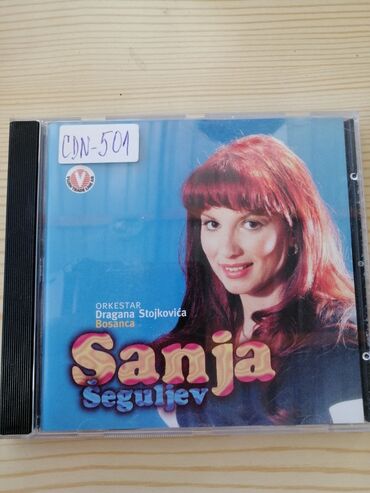 CDN-501
V
ORKESTAR
Dragana Stojkovića
Bosanca
Sanja
Šeguljev